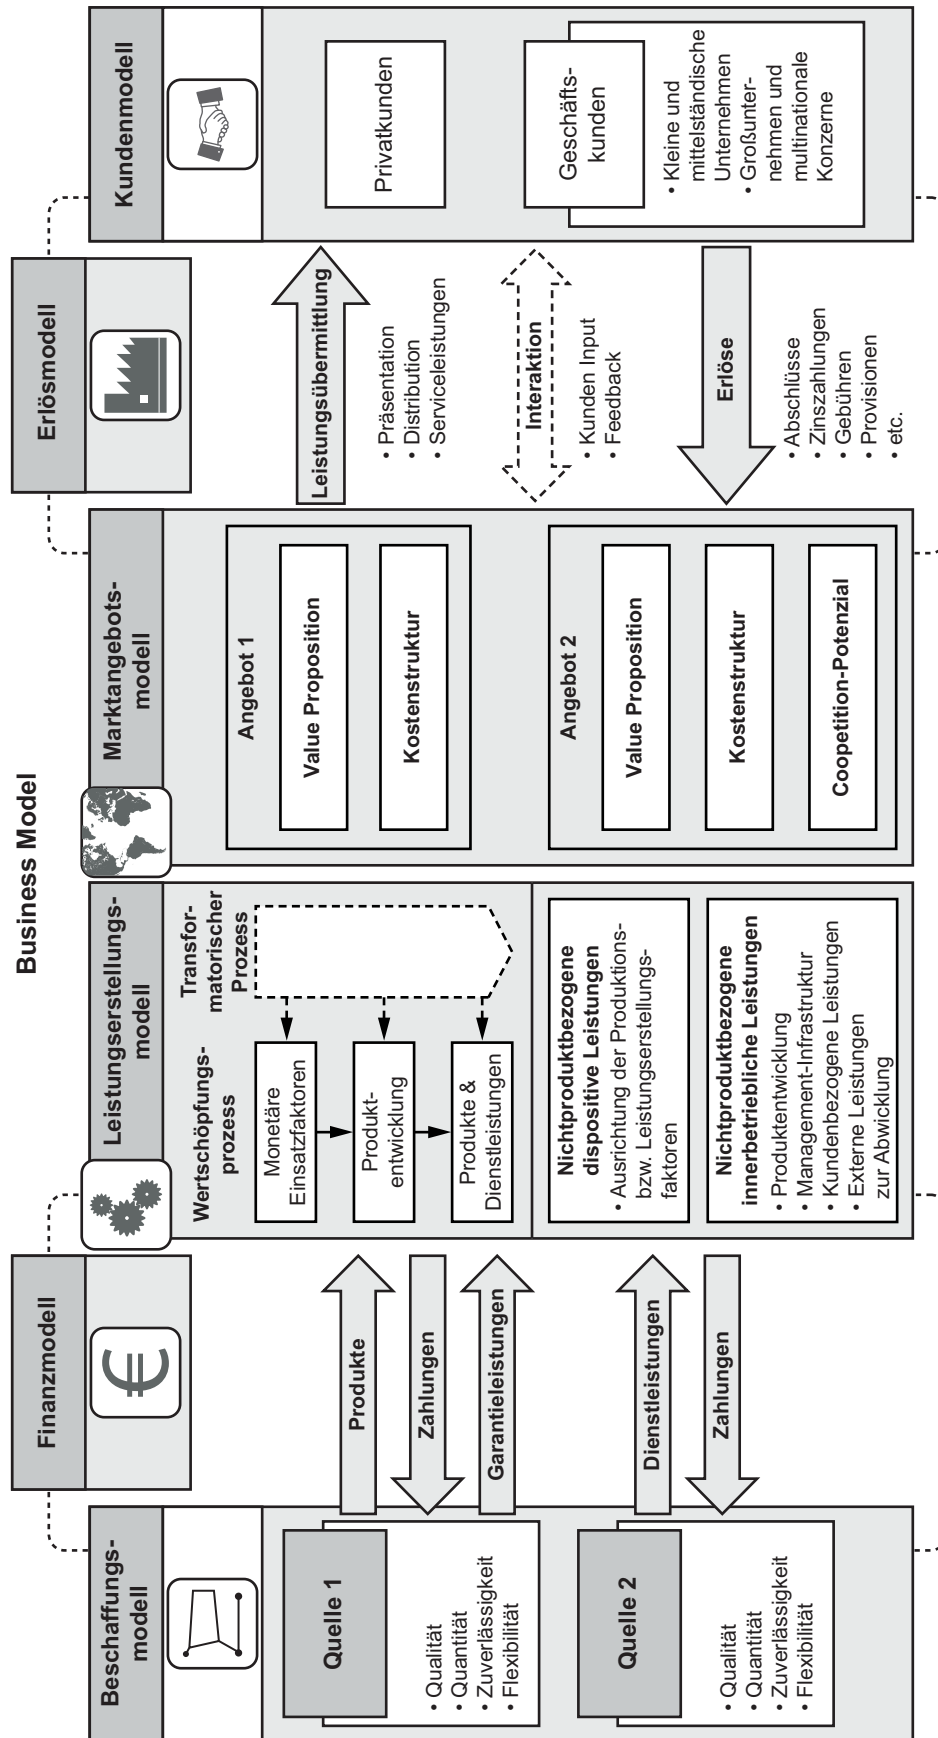 Business Model
Beschaffungs-
modell
Quelle 1
• Qualität
• Quantität
• Zuverlässigkeit
• Flexibilität
Quelle 2
• Qualität
• Quantität
• Zuverlässigkeit
• Flexibilität
Finanzmodell
€
Produkte
Zahlungen
Garantieleistungen
Dienstleistungen
Zahlungen
Leistungserstellungs-
modell
Wertschöpfungs-
prozess
Transfor-
matorischer
Prozess
Monetäre
Einsatzfaktoren
Produkt-
entwicklung
Produkte &
Dienstleistungen
Nichtproduktbezogene
dispositive Leistungen
• Ausrichtung der Produktions-
bzw. Leistungserstellungs-
faktoren
Nichtproduktbezogene
innerbetriebliche Leistungen
• Produktentwicklung
• Management-Infrastruktur
• Kundenbezogene Leistungen
• Externe Leistungen
zur Abwicklung
Marktangebots-
modell
Angebot 1
Value Proposition
Kostenstruktur
Angebot 2
Value Proposition
Kostenstruktur
Coopetition-Potenzial
Erlösmodell
Leistungsübermittlung
• Präsentation
• Distribution
• Serviceleistungen
Interaktion
• Kunden Input
• Feedback
Erlöse
• Abschlüsse
• Zinszahlungen
• Gebühren
• Provisionen
• etc.
Kundenmodell
Privatkunden
Geschäfts-
kunden
• Kleine und
mittelständische
Unternehmen
• Großunter-
nehmen und
multinationale
Konzerne